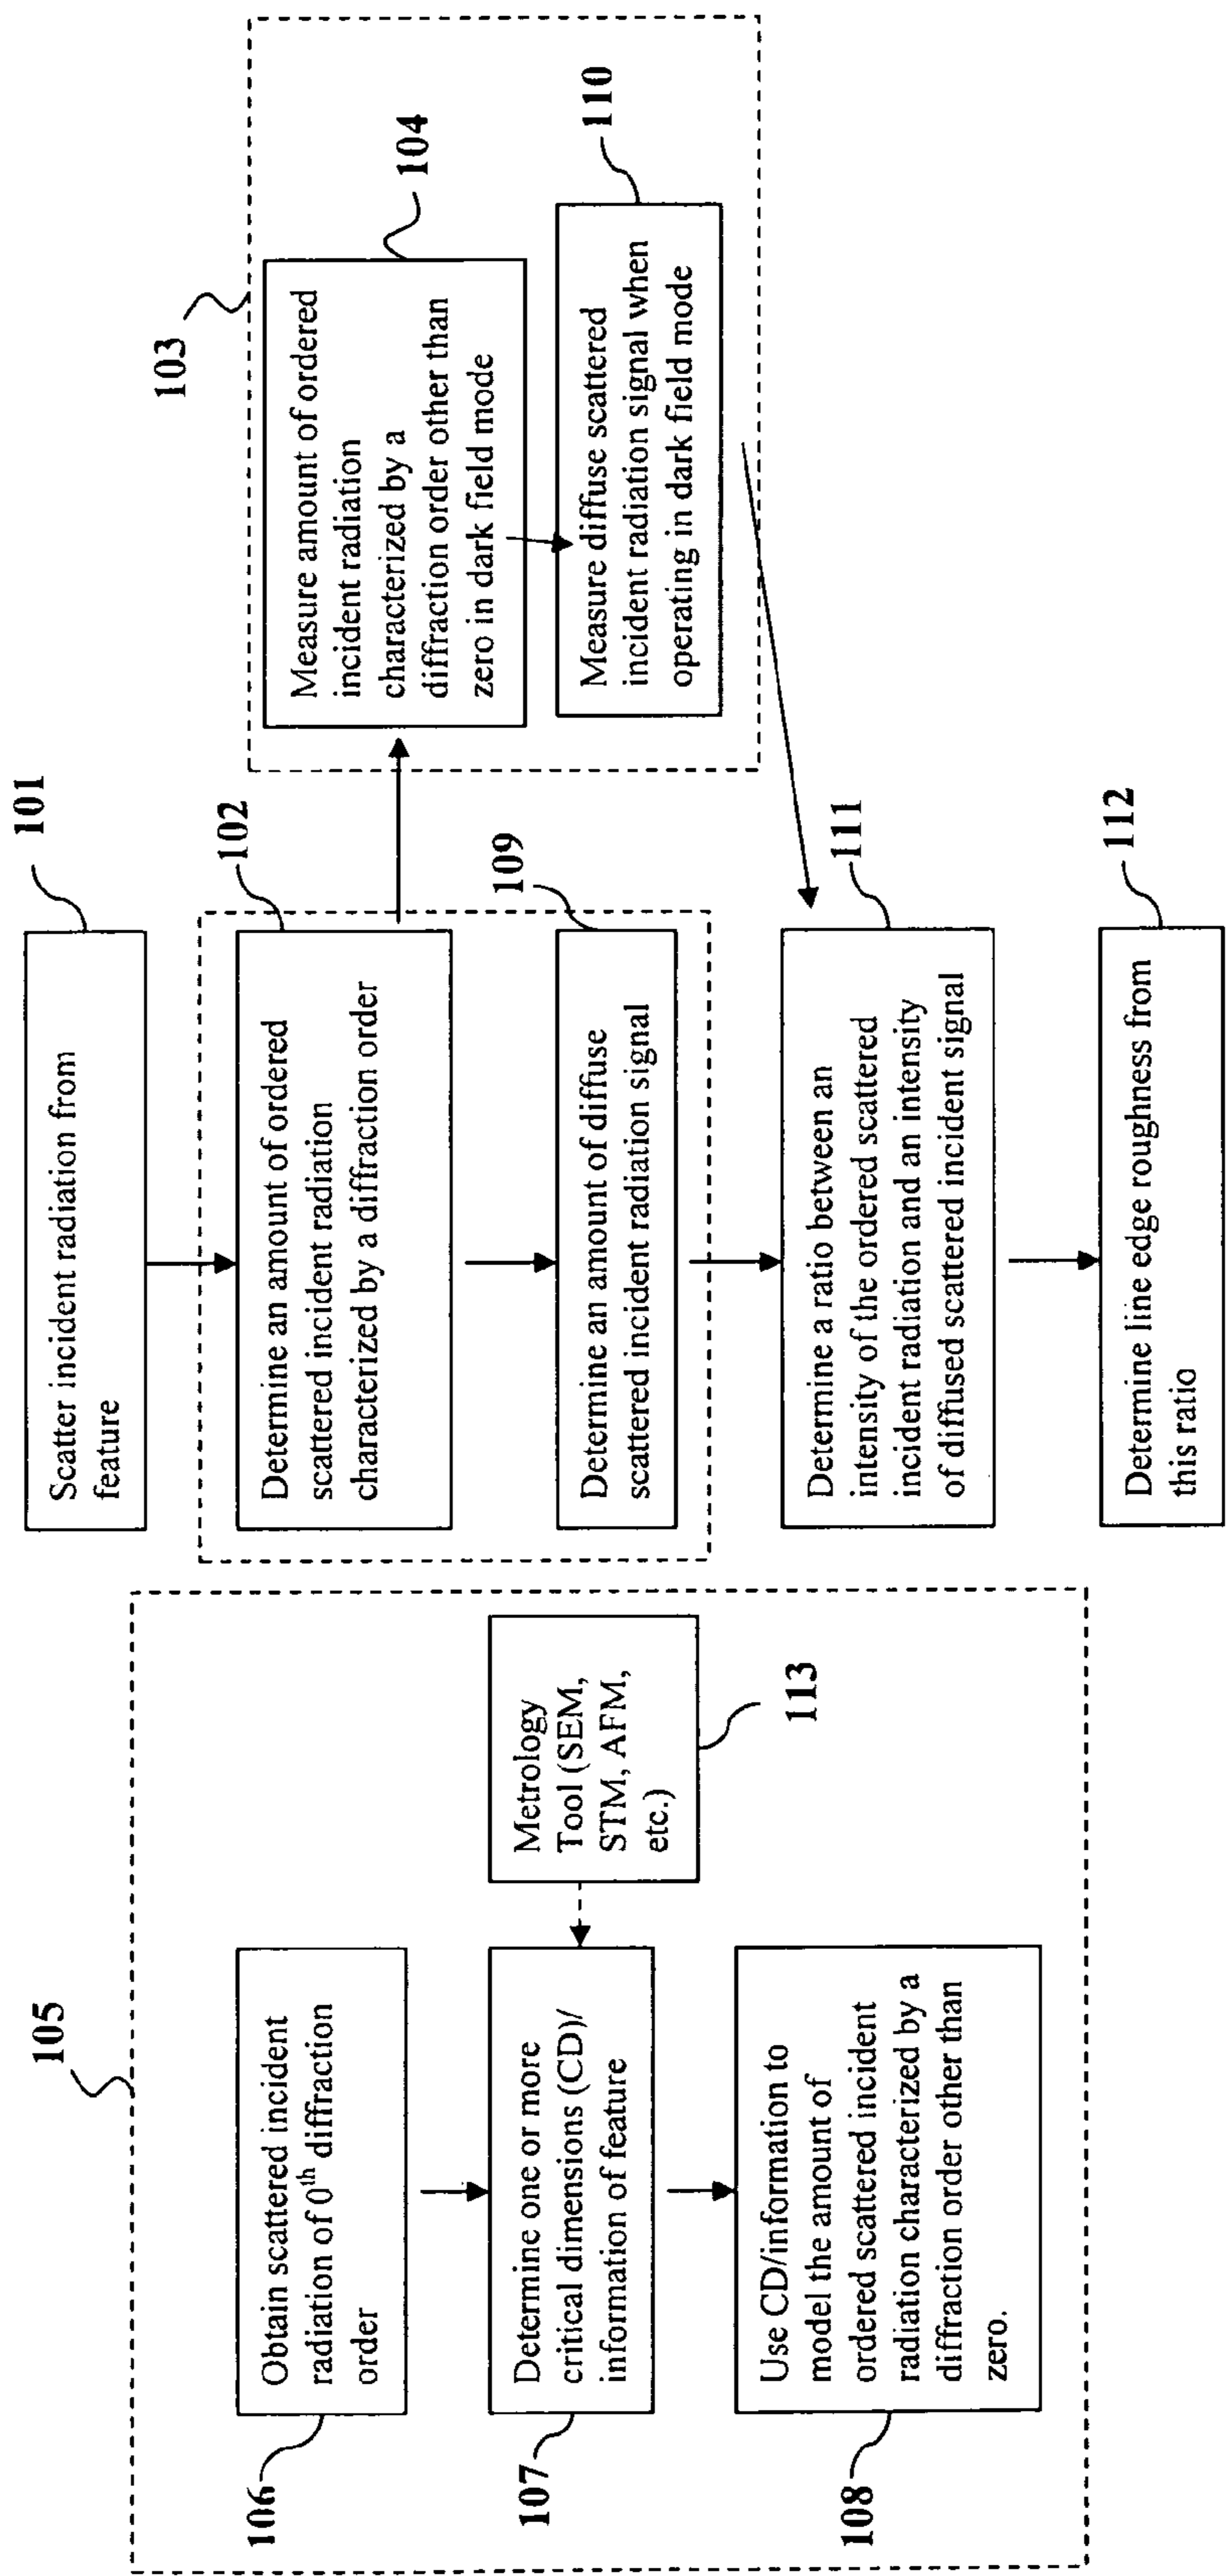 105
106
Obtain scattered incident
radiation of 0th diffraction
order
107
Determine one or more
critical dimensions (CD)/
information of feature
Metrology
Tool (SEM,
STM, AFM,
etc.)
113
108
Use CD/information to
model the amount of
ordered scattered incident
radiation characterized by a
diffraction order other than
zero.
101
Scatter incident radiation from
feature
102
Determine an amount of ordered
scattered incident radiation
characterized by a diffraction order
109
Determine an amount of diffuse
scattered incident radiation signal
111
Determine a ratio between an
intensity of the ordered scattered
incident radiation and an intensity
of diffused scattered incident signal
112
Determine line edge roughness from
this ratio
103
104
Measure amount of ordered
incident radiation
characterized by a
diffraction order other than
zero in dark field mode
110
Measure diffuse scattered
incident radiation signal when
operating in dark field mode